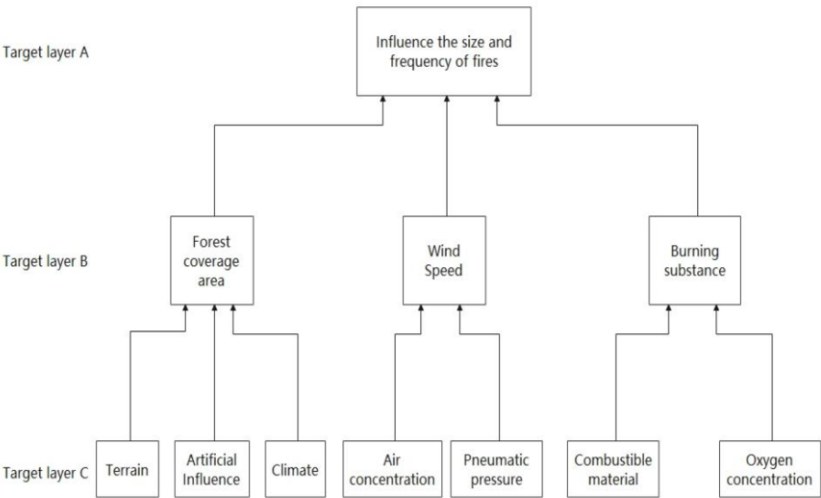 Target layer A
Influence the size and
frequency of fires
Target layer B
Forest
coverage
area
Wind
Speed
Burning
substance
Target layer C
Terrain
Artificial
Influence
Climate
Air
concentration
Pneumatic
pressure
Combustible
material
Oxygen
concentration